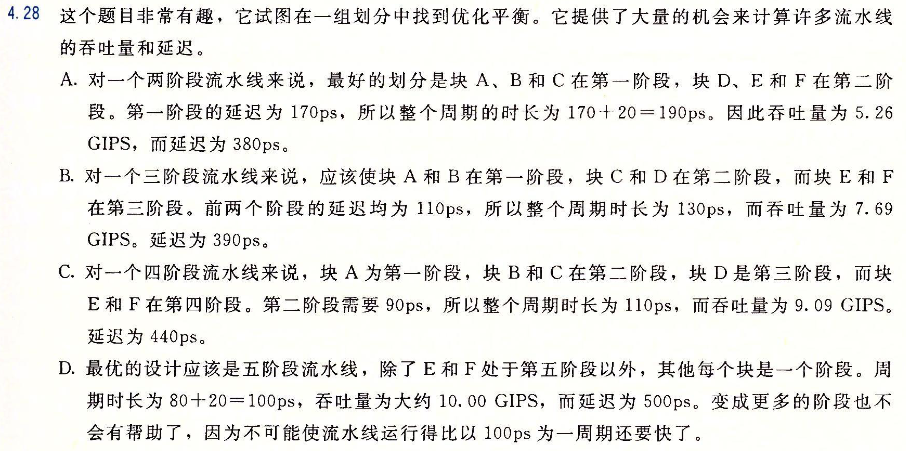 4.28 这个题目非常有趣，它试图在一组划分中找到优化平衡。它提供了大量的机会来计算许多流水线
的吞吐量和延迟。
A. 对一个两阶段流水线来说，最好的划分是块 A、B 和 C 在第一阶段，块 D、E 和 F 在第二阶
段。第一阶段的延迟为 170ps，所以整个周期的时长为 170＋20＝190ps。因此吞吐量为 5.26
GIPS，而延迟为 380ps。
B. 对一个三阶段流水线来说，应该使块 A 和 B 在第一阶段，块 C 和 D 在第二阶段，而块 E 和 F
在第三阶段。前两个阶段的延迟均为 110ps，所以整个周期时长为 130ps，而吞吐量为 7.69
GIPS。延迟为 390ps。
C. 对一个四阶段流水线来说，块 A 为第一阶段，块 B 和 C 在第二阶段，块 D 是第三阶段，而块
E 和 F 在第四阶段。第二阶段需要 90ps，所以整个周期时长为 110ps，而吞吐量为 9.09 GIPS。
延迟为 440ps。
D. 最优的设计应该是五阶段流水线，除了 E 和 F 处于第五阶段以外，其他每个块是一个阶段。周
期时长为 80＋20＝100ps，吞吐量为大约 10.00 GIPS，而延迟为 500ps。变成更多的阶段也不
会有帮助了，因为不可能使流水线运行得比以 100ps 为一周期还要快了。